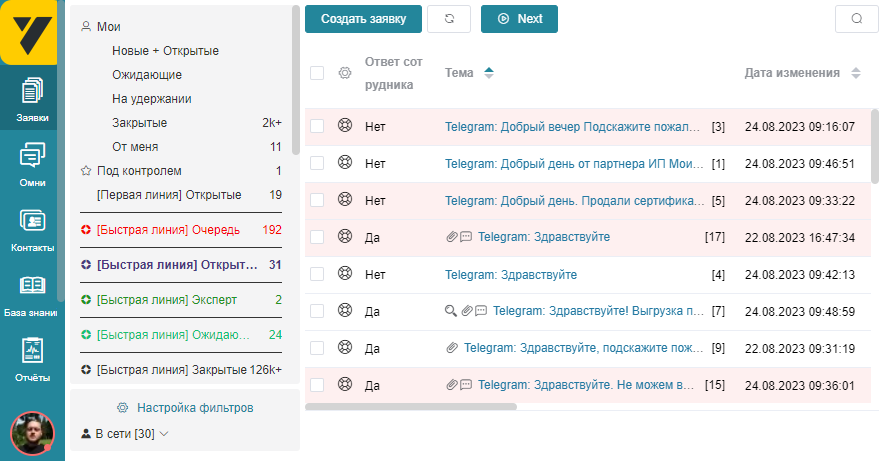 Заявки
Омни
Контакты
База знаний
Отчёты
Мои
Новые + Открытые
Ожидающие
На удержании
Закрытые 2k+
От меня 11
Под контролем 1
[Первая линия] Открытые 19
[Быстрая линия] Очередь 192
[Быстрая линия] Открыт... 31
[Быстрая линия] Эксперт 2
[Быстрая линия] Ожидаю... 24
[Быстрая линия] Закрытые 126k+
Настройка фильтров
В сети [30]
Создать заявку Next
Ответ сот
рудника Тема Дата изменения
Нет Telegram: Добрый вечер Подскажите пожал... [3] 24.08.2023 09:16:07
Нет Telegram: Добрый день от партнера ИП Мои... [1] 24.08.2023 09:46:51
Нет Telegram: Добрый день. Продали сертифика... [5] 24.08.2023 09:33:22
Да Telegram: Здравствуйте [17] 22.08.2023 16:47:34
Нет Telegram: Здравствуйте [4] 24.08.2023 09:42:13
Да Telegram: Здравствуйте! Выгрузка п... [7] 24.08.2023 09:48:59
Да Telegram: Здравствуйте, подскажите пож... [9] 22.08.2023 09:31:19
Да Telegram: Здравствуйте. Не можем в... [15] 24.08.2023 09:36:01